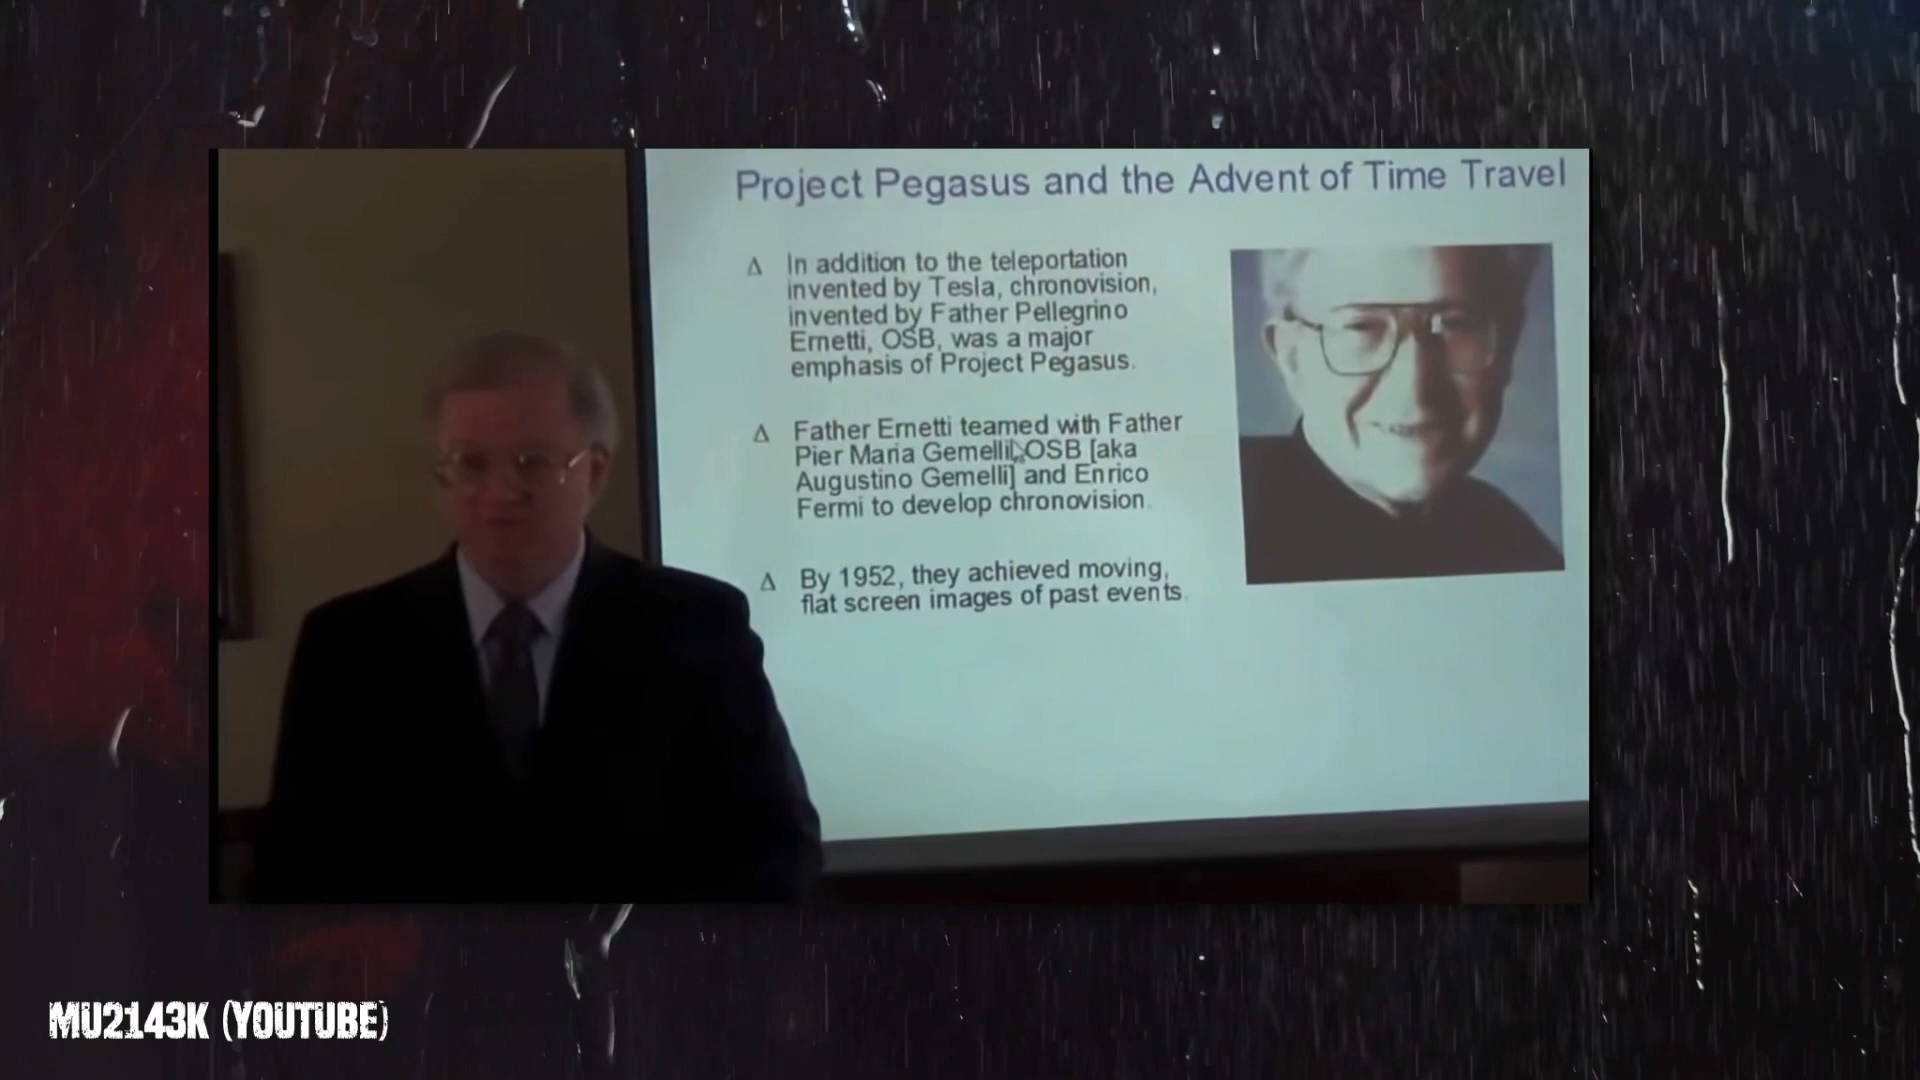 Project Pegasus and the Advent of Time Travel
Δ In addition to the teleportation
invented by Tesla, chronovision,
invented by Father Pellegrino
Ernetti, OSB, was a major
emphasis of Project Pegasus.
Δ Father Ernetti teamed with Father
Pier Maria Gemelli, OSB [aka
Augustino Gemelli] and Enrico
Fermi to develop chronovision.
Δ By 1952, they achieved moving,
flat screen images of past events.
MU2143K (YOUTUBE)